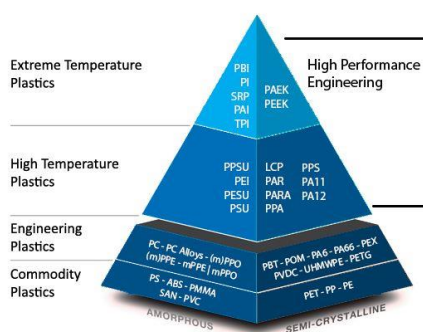 Extreme Temperature
Plastics
PBI
PI
SRP
PAI
TPI
PAEK
PEEK
High Performance
Engineering
High Temperature
Plastics
PPSU
PEI
PESU
PSU
LCP
PAR
PARA
PPA
PPS
PA11
PA12
Engineering
Plastics
PC - PC Alloys - (m)PPO
(m)PPE - mPPE | mPPO
PBT - POM - PA6 - PA66 - PEX
PVDC - UHMWPE - PETG
Commodity
Plastics
PS - ABS - PMMA
SAN - PVC
PET - PP - PE
AMORPHOUS
SEMI-CRYSTALLINE